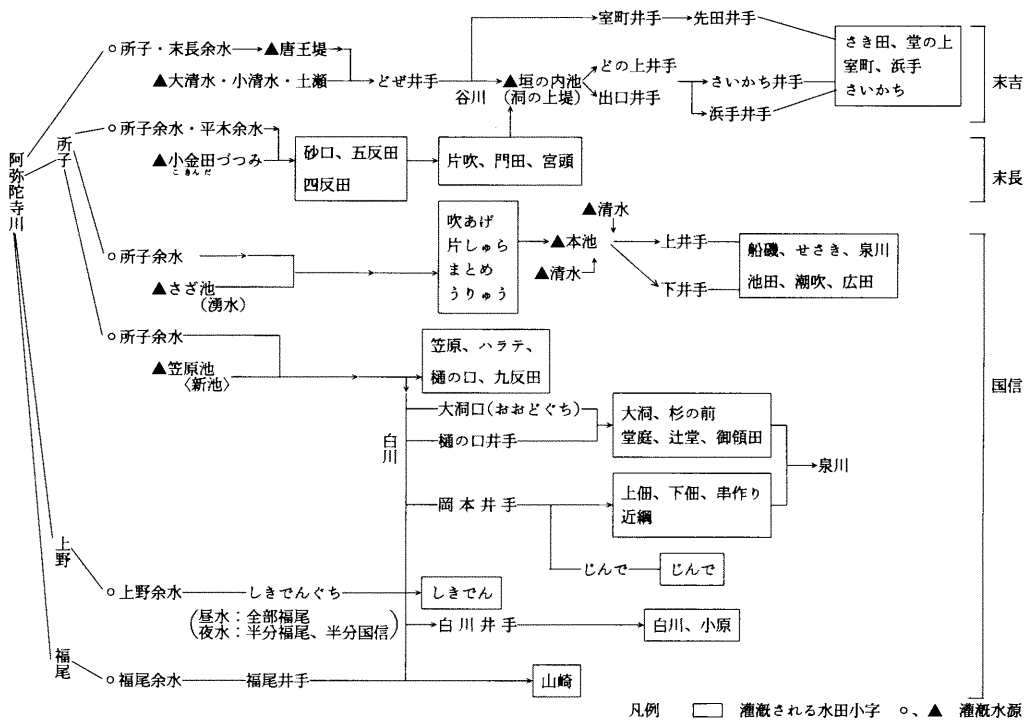 室町井手
先田井手
○所子・末長余水
▲唐王堤
さき田、堂の上
室町、浜手
さいかち
▲大清水・小清水・土瀬
どぜ井手
谷川
▲垣の内池
(洞の上堤)
どの上井手
出口井手
さいかち井手
浜手井手
末吉
阿弥陀寺川
所子
○所子余水・平木余水
▲小金田づつみ
こきんだ
砂口、五反田
四反田
片吹、門田、宮頭
末長
○所子余水
▲さざ池
(湧水)
吹あげ
片しゅら
まとめ
うりゅう
▲清水
▲本池
▲清水
上井手
下井手
船磯、せさき、泉川
池田、潮吹、広田
○所子余水
▲笠原池
〈新池〉
笠原、ハラテ、
樋の口、九反田
国信
白川
大洞口(おおどぐち)
樋の口井手
大洞、杉の前
堂庭、辻堂、御領田
泉川
岡本井手
上佃、下佃、串作り
近綱
じんで
じんで
上野
○上野余水
しきでんぐち
しきでん
(昼水:全部福尾
夜水:半分福尾、半分国信)
白川井手
白川、小原
福尾
○福尾余水
福尾井手
山崎
凡例 □ 灌漑される水田小字 ○、▲ 灌漑水源